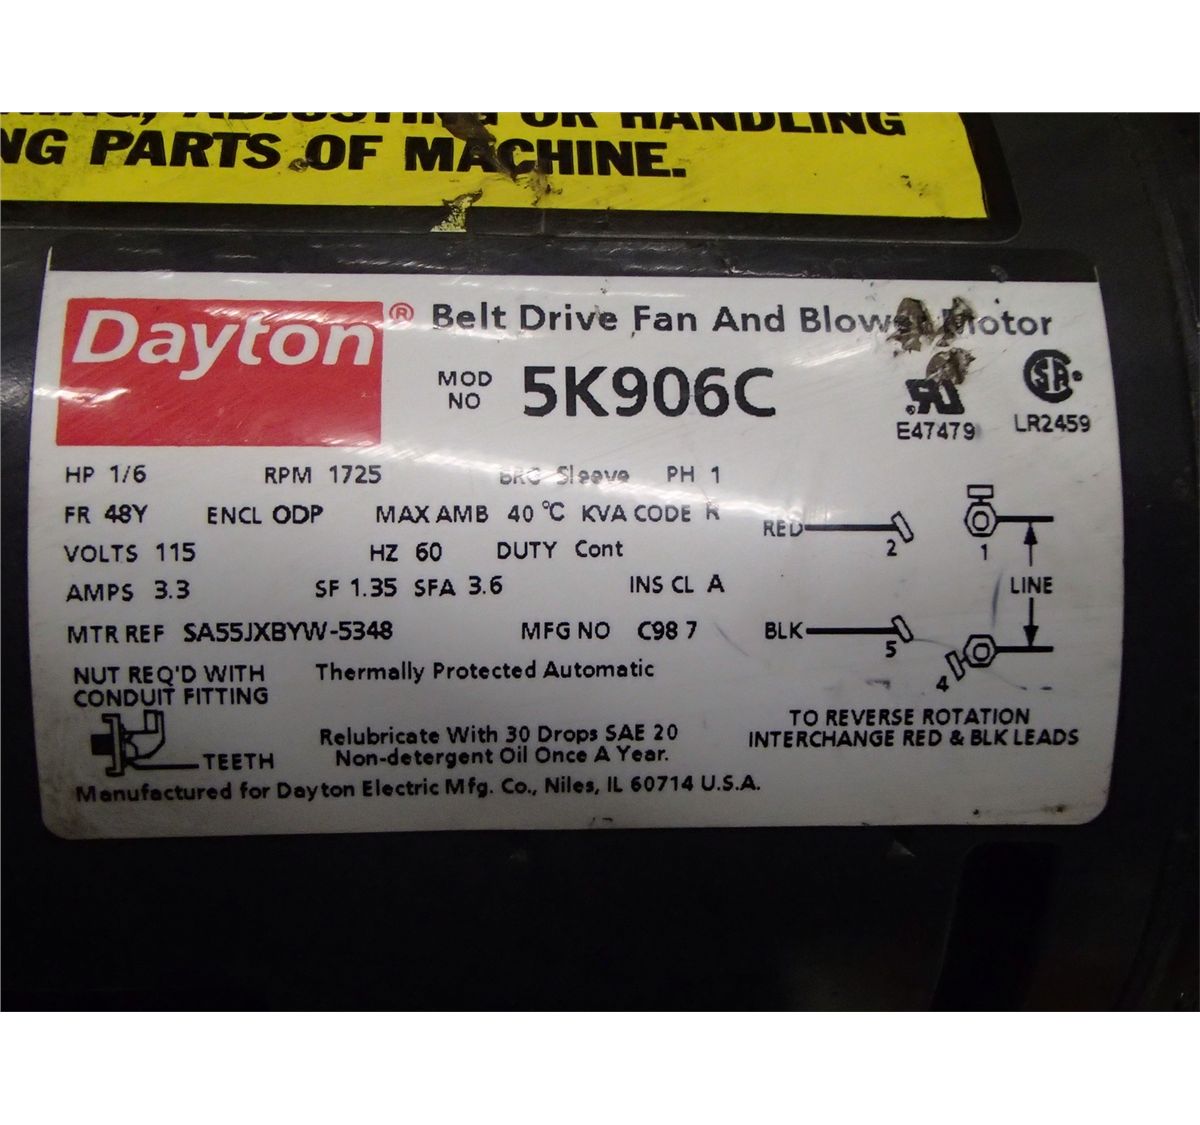 ADJUSTING OR HANDLING
NG PARTS OF MACHINE.
Dayton® Belt Drive Fan And Blower Motor
MOD NO 5K906C
E47479
LR2459
HP 1/6 RPM 1725 BRG Sleeve PH 1
FR 48Y ENCL ODP MAX AMB 40 °C KVA CODE R
VOLTS 115 HZ 60 DUTY Cont
AMPS 3.3 SF 1.35 SFA 3.6 INS CL A
MTR REF SA55JXBYW-5348 MFG NO C98 7
NUT REQ'D WITH
CONDUIT FITTING
TEETH
Thermally Protected Automatic
Relubricate With 30 Drops SAE 20
Non-detergent Oil Once A Year.
Manufactured for Dayton Electric Mfg. Co., Niles, IL 60714 U.S.A.
RED 2 1
LINE
BLK 5 4
TO REVERSE ROTATION
INTERCHANGE RED & BLK LEADS